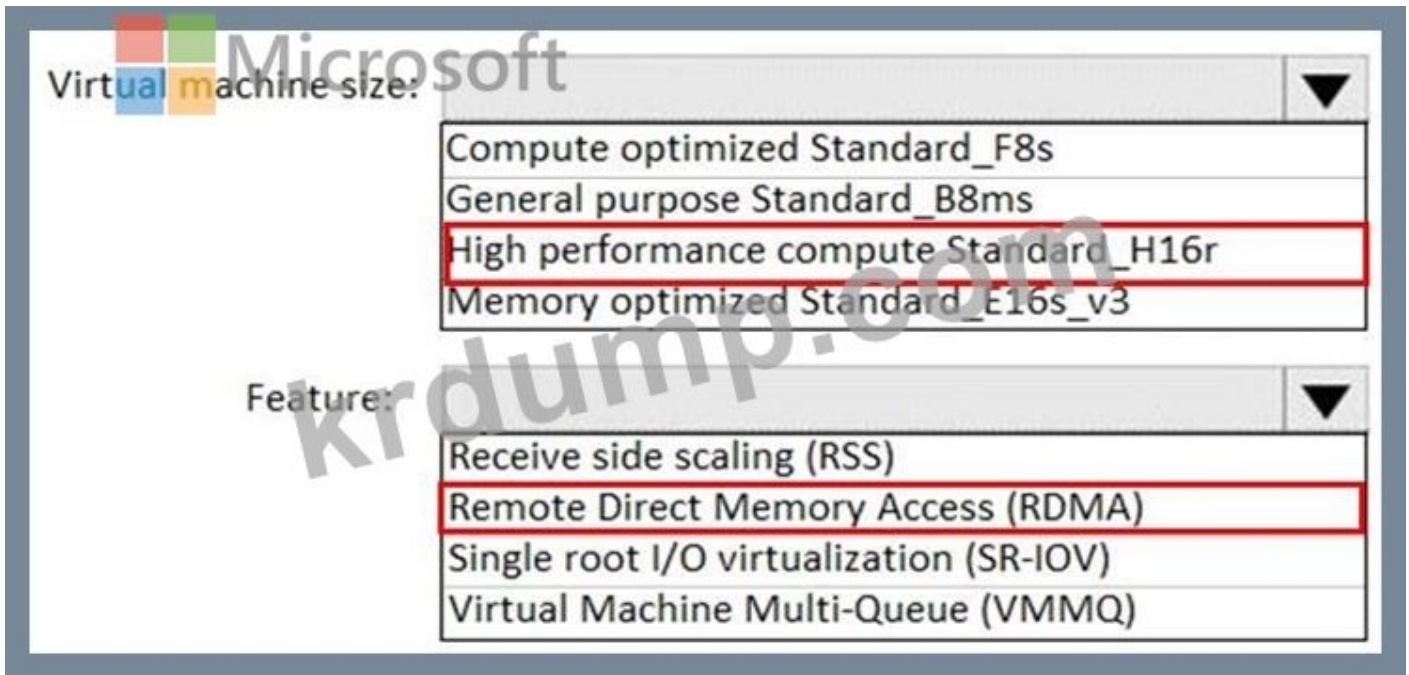 Microsoft
Virtual machine size:
Compute optimized Standard_F8s
General purpose Standard_B8ms
High performance compute Standard_H16r
Memory optimized Standard_E16s_v3
krdump.com
Feature:
Receive side scaling (RSS)
Remote Direct Memory Access (RDMA)
Single root I/O virtualization (SR-IOV)
Virtual Machine Multi-Queue (VMMQ)